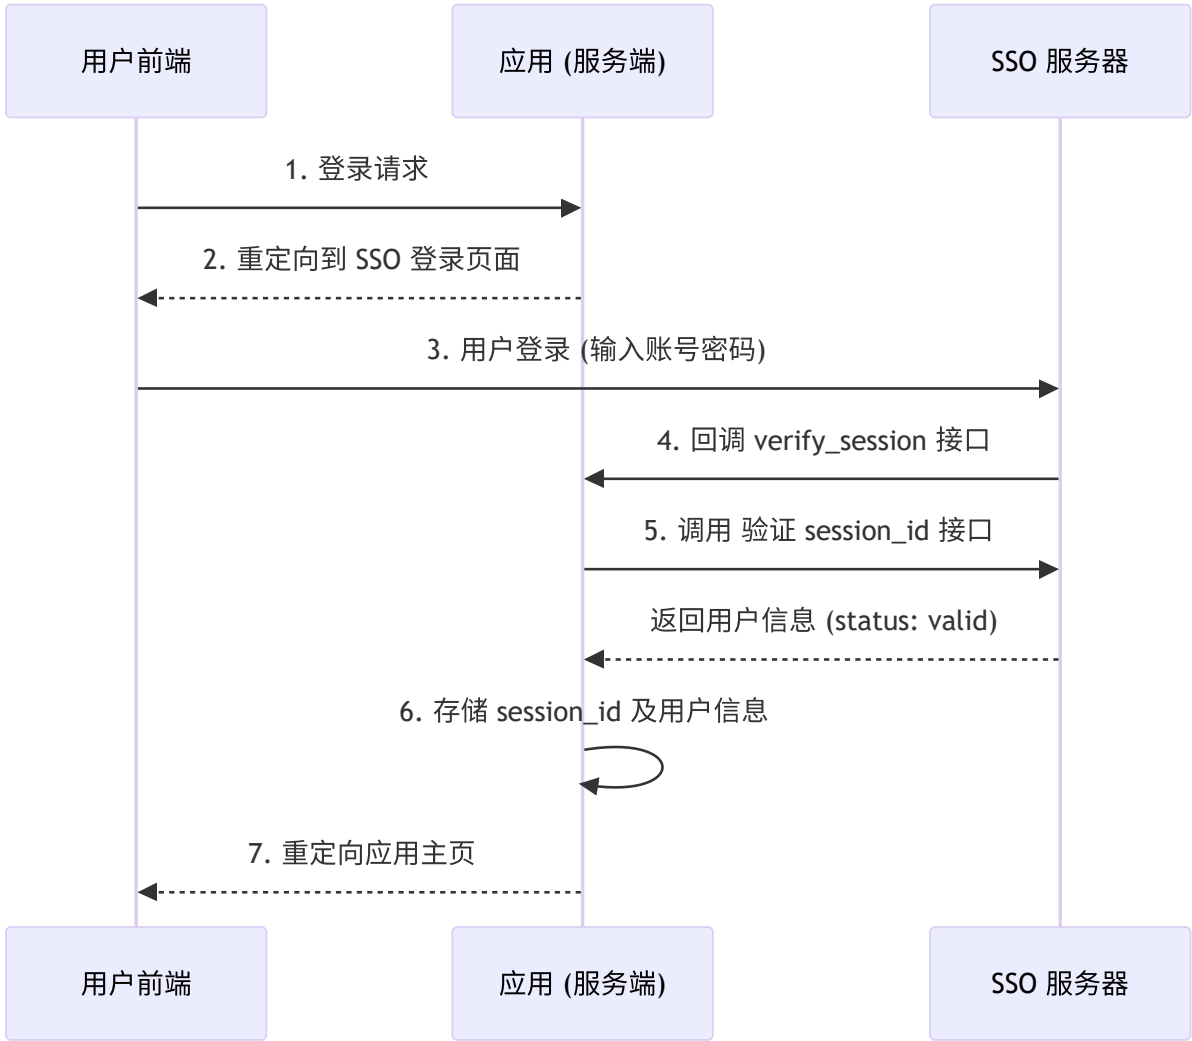 用户前端
应用 (服务端)
SSO 服务器
1. 登录请求
2. 重定向到 SSO 登录页面
3. 用户登录 (输入账号密码)
4. 回调 verify_session 接口
5. 调用 验证 session_id 接口
返回用户信息 (status: valid)
6. 存储 session_id 及用户信息
7. 重定向应用主页
用户前端
应用 (服务端)
SSO 服务器